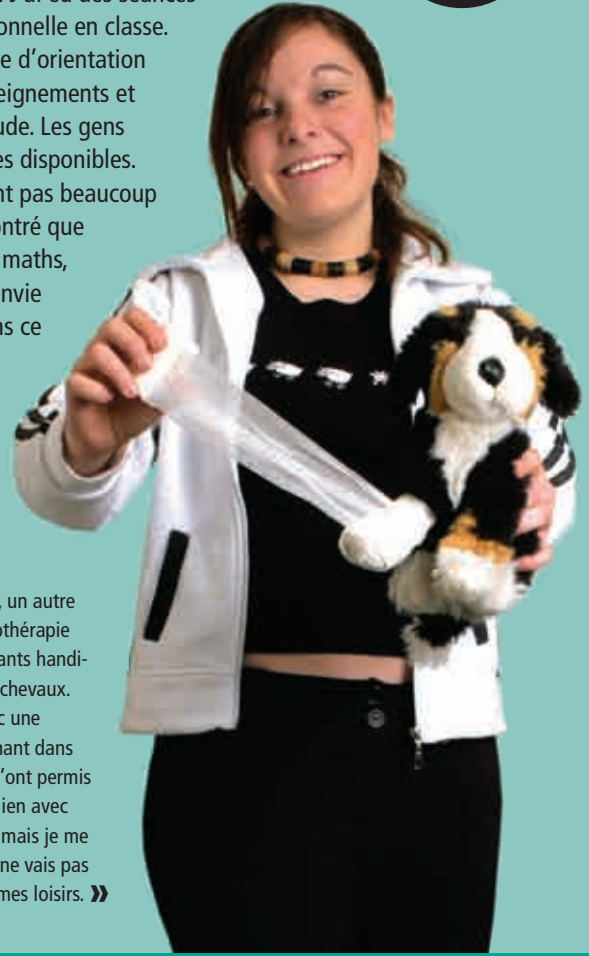 J'ai eu des séances
onnelle en classe.
e d'orientation
eignements et
ude. Les gens
es disponibles.
nt pas beaucoup
ntré que
maths,
nvie
ns ce
, un autre
othérapie
ants handi-
chevaux.
c une
nant dans
'ont permis
ien avec
mais je me
ne vais pas
mes loisirs. »